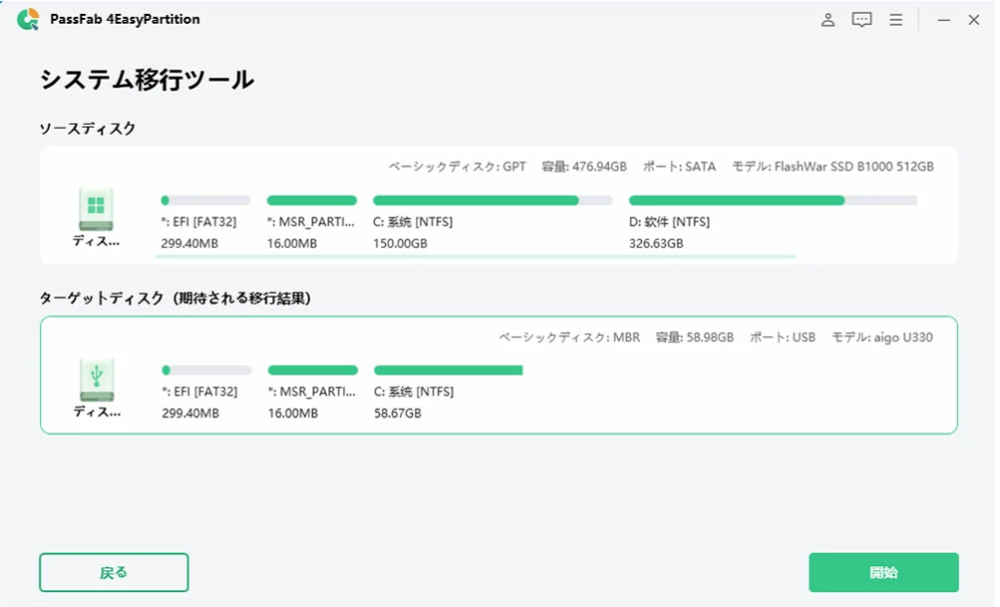 PassFab 4EasyPartition
システム移行ツール
ソースディスク
ベーシックディスク: GPT 容量: 476.94GB ポート: SATA モデル: FlashWar SSD B1000 512GB
ディス...
*: EFI [FAT32] *: MSR_PARTI... C: 系统 [NTFS] D: 软件 [NTFS]
299.40MB 16.00MB 150.00GB 326.63GB
ターゲットディスク（期待される移行結果）
ベーシックディスク: MBR 容量: 58.98GB ポート: USB モデル: aigo U330
ディス...
*: EFI [FAT32] *: MSR_PARTI... C: 系统 [NTFS]
299.40MB 16.00MB 58.67GB
戻る 開始